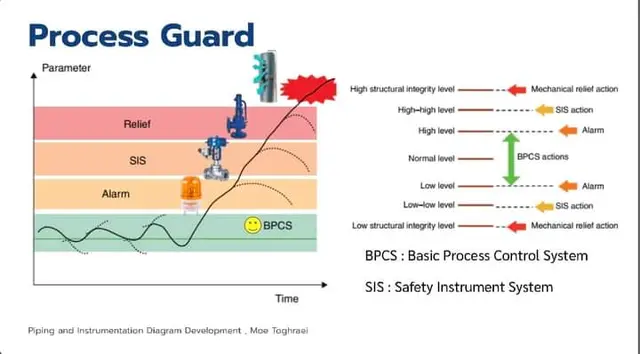 Process Guard
Parameter
Relief
SIS
Alarm
BPCS
Time
High structural integrity level
Mechanical relief action
High–high level
SIS action
High level
Alarm
Normal level
BPCS actions
Low level
Alarm
Low–low level
SIS action
Low structural integrity level
Mechanical relief action
BPCS : Basic Process Control System
SIS : Safety Instrument System
Piping and Instrumentation Diagram Development , Moe Toghraei